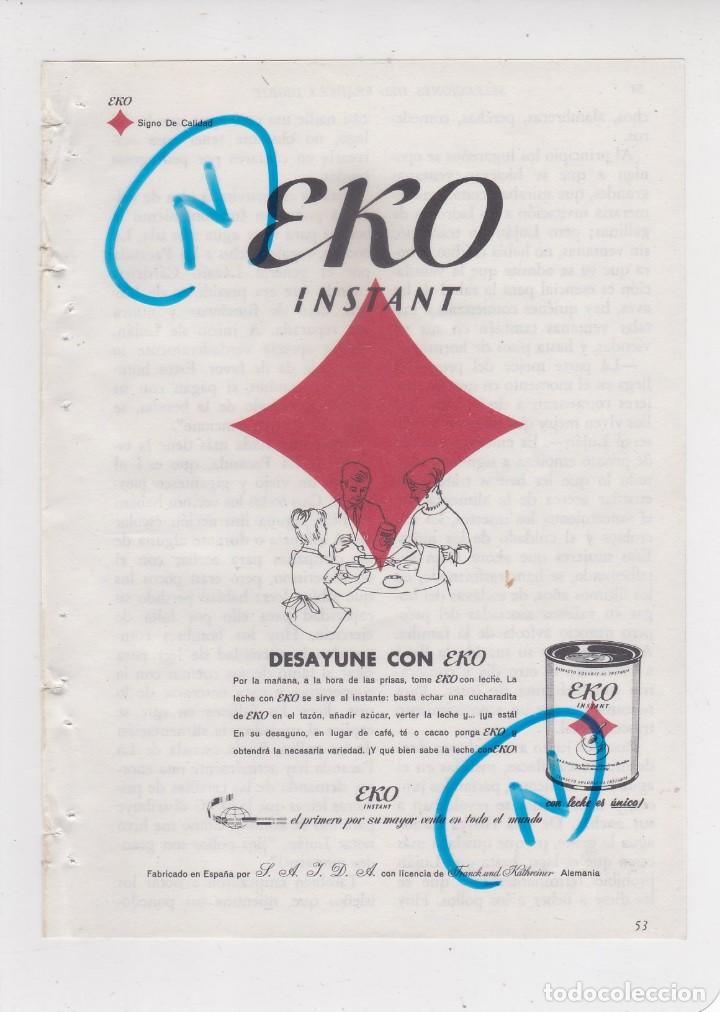 EKO
Signo De Calidad
N
EKO
INSTANT
DESAYUNE CON EKO
Por la mañana, a la hora de las prisas, tome EKO con leche. La
leche con EKO se sirve al instante: basta echar una cucharadita
de EKO en el tazón, añadir azúcar, verter la leche y... ¡ya está!
En su desayuno, en lugar de café, té o cacao ponga EKO y
obtendrá la necesaria variedad. ¡Y qué bien sabe la leche con EKO!
EXTRACTO SOLUBLE AL INSTANTE
EKO
INSTANT
con leche es único!
N
EKO
INSTANT
el primero por su mayor venta en todo el mundo
Fabricado en España por S. A. I. D. A. con licencia de Franck und Kathreiner Alemania
53
todocoleccion